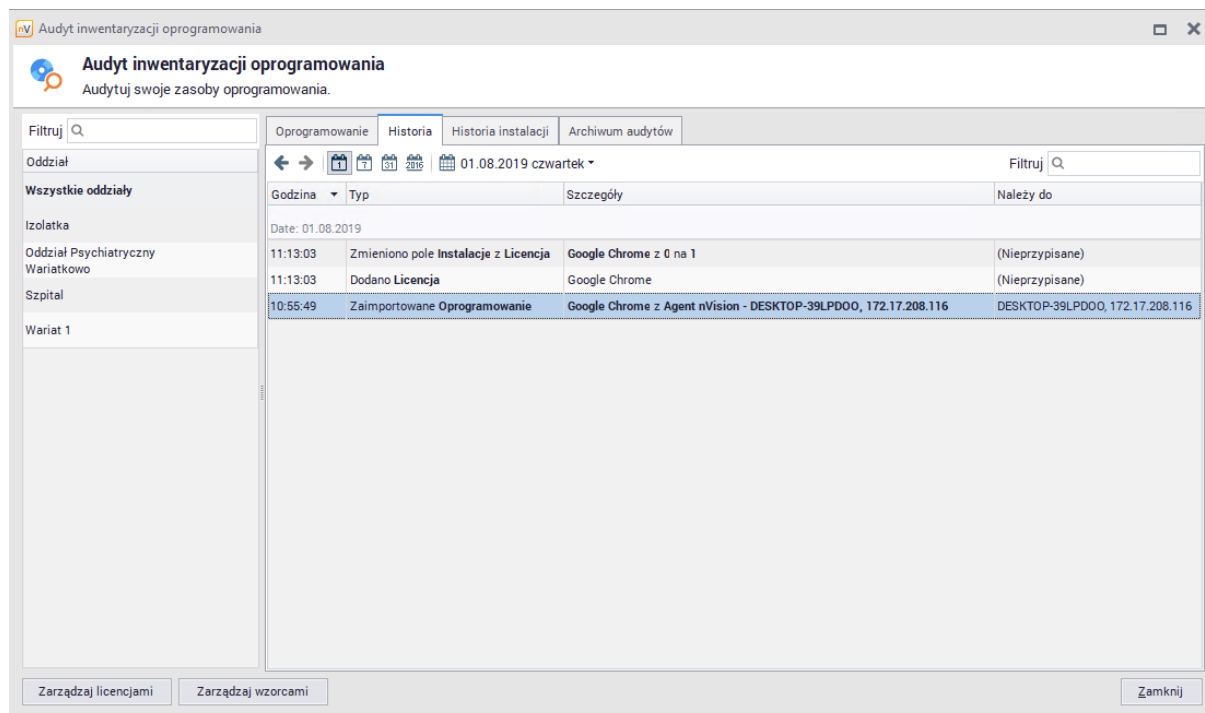 nV Audyt inwentaryzacji oprogramowania
Audyt inwentaryzacji oprogramowania
Audytuj swoje zasoby oprogramowania.
Filtruj
Oddział
Wszystkie oddziały
Izolatka
Oddział Psychiatryczny
Wariatkowo
Szpital
Wariat 1
Oprogramowanie Historia Historia instalacji Archiwum audytów
1 7 31 2016 01.08.2019 czwartek Filtruj
Godzina Typ Szczegóły Należy do
Date: 01.08.2019
11:13:03 Zmieniono pole Instalacje z Licencja Google Chrome z 0 na 1 (Nieprzypisane)
11:13:03 Dodano Licencja Google Chrome (Nieprzypisane)
10:55:49 Zaimportowane Oprogramowanie Google Chrome z Agent nVision - DESKTOP-39LPDOO, 172.17.208.116 DESKTOP-39LPDOO, 172.17.208.116
Zarządzaj licencjami Zarządzaj wzorcami Zamknij